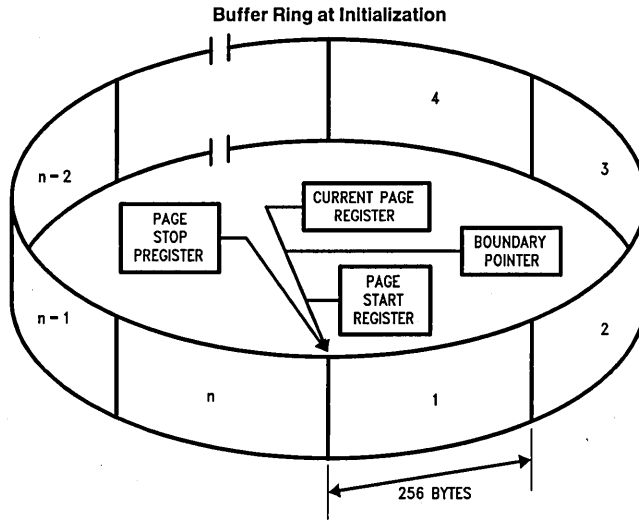 Buffer Ring at Initialization
4
3
n-2
CURRENT PAGE
REGISTER
PAGE
STOP
PREGISTER
BOUNDARY
POINTER
PAGE
START
REGISTER
n-1
2
n
1
256 BYTES